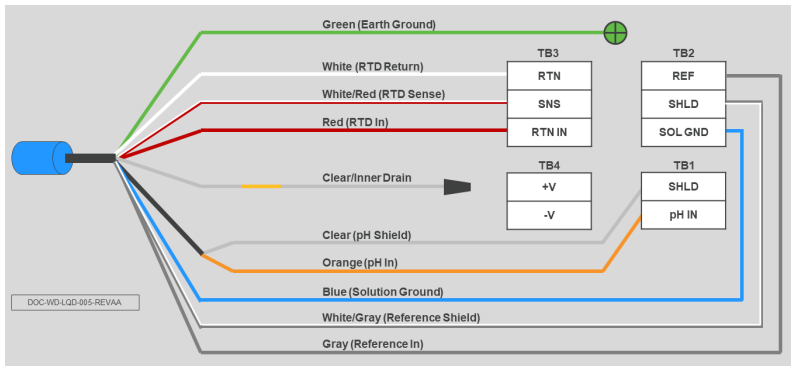 Green (Earth Ground)
White (RTD Return)
White/Red (RTD Sense)
Red (RTD In)
TB3
RTN
SNS
RTN IN
TB2
REF
SHLD
SOL GND
Clear/Inner Drain
TB4
+V
-V
TB1
SHLD
pH IN
Clear (pH Shield)
Orange (pH In)
Blue (Solution Ground)
White/Gray (Reference Shield)
Gray (Reference In)
DOC-WD-LQD-005-REVAA